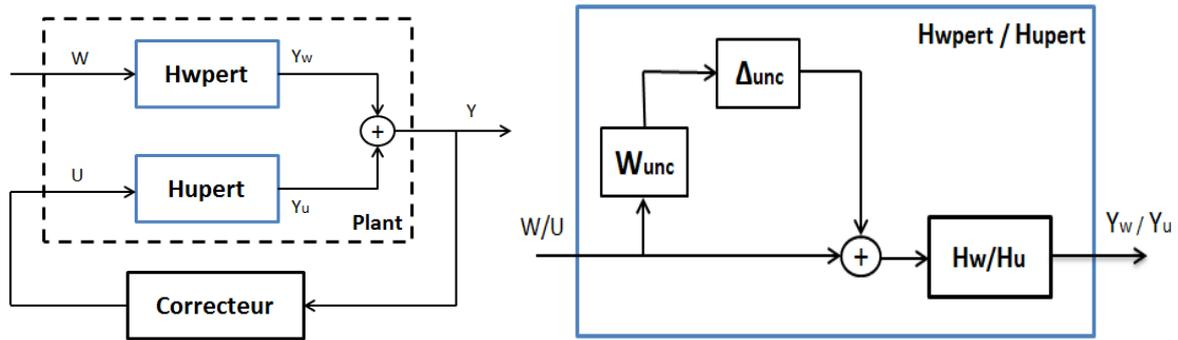 W
Hwpert
Yw
+
Y
U
Hupert
Yu
Plant
Correcteur
Hwpert / Hupert
Δunc
Wunc
W/U
+
Hw/Hu
Yw / Yu